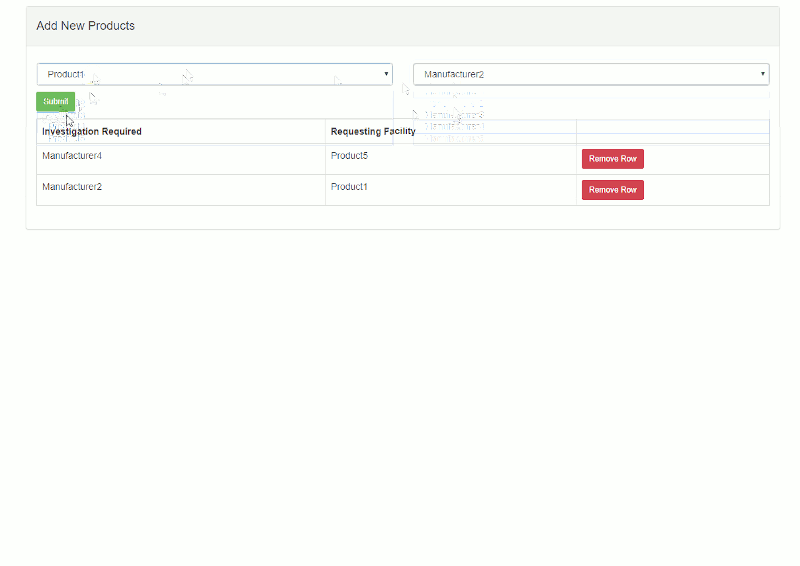 Add New Products
Product1
Manufacturer2
Submit
Investigation Required Requesting Facility
Manufacturer4 Product5 Remove Row
Manufacturer2 Product1 Remove Row